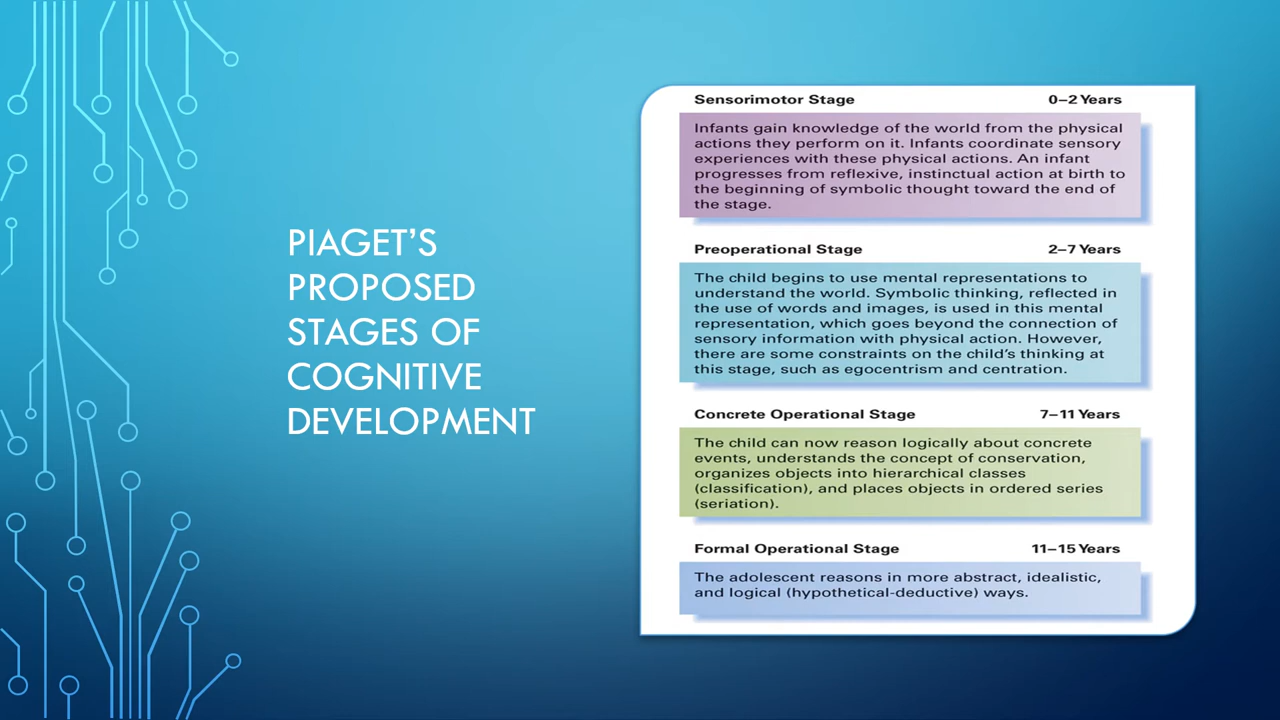 PIAGET’S
PROPOSED
STAGES OF
COGNITIVE
DEVELOPMENT
Sensorimotor Stage 0–2 Years
Infants gain knowledge of the world from the physical
actions they perform on it. Infants coordinate sensory
experiences with these physical actions. An infant
progresses from reflexive, instinctual action at birth to
the beginning of symbolic thought toward the end of
the stage.
Preoperational Stage 2–7 Years
The child begins to use mental representations to
understand the world. Symbolic thinking, reflected in
the use of words and images, is used in this mental
representation, which goes beyond the connection of
sensory information with physical action. However,
there are some constraints on the child’s thinking at
this stage, such as egocentrism and centration.
Concrete Operational Stage 7–11 Years
The child can now reason logically about concrete
events, understands the concept of conservation,
organizes objects into hierarchical classes
(classification), and places objects in ordered series
(seriation).
Formal Operational Stage 11–15 Years
The adolescent reasons in more abstract, idealistic,
and logical (hypothetical-deductive) ways.